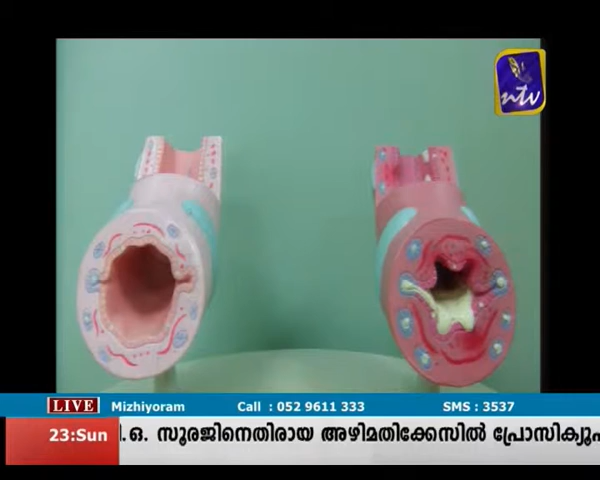 ntv
LIVE Mizhiyoram Call : 052 9611 333 SMS : 3537
23:Sun .ഒ. സൂരജിനെതിരായ അഴിമതിക്കേസിൽ